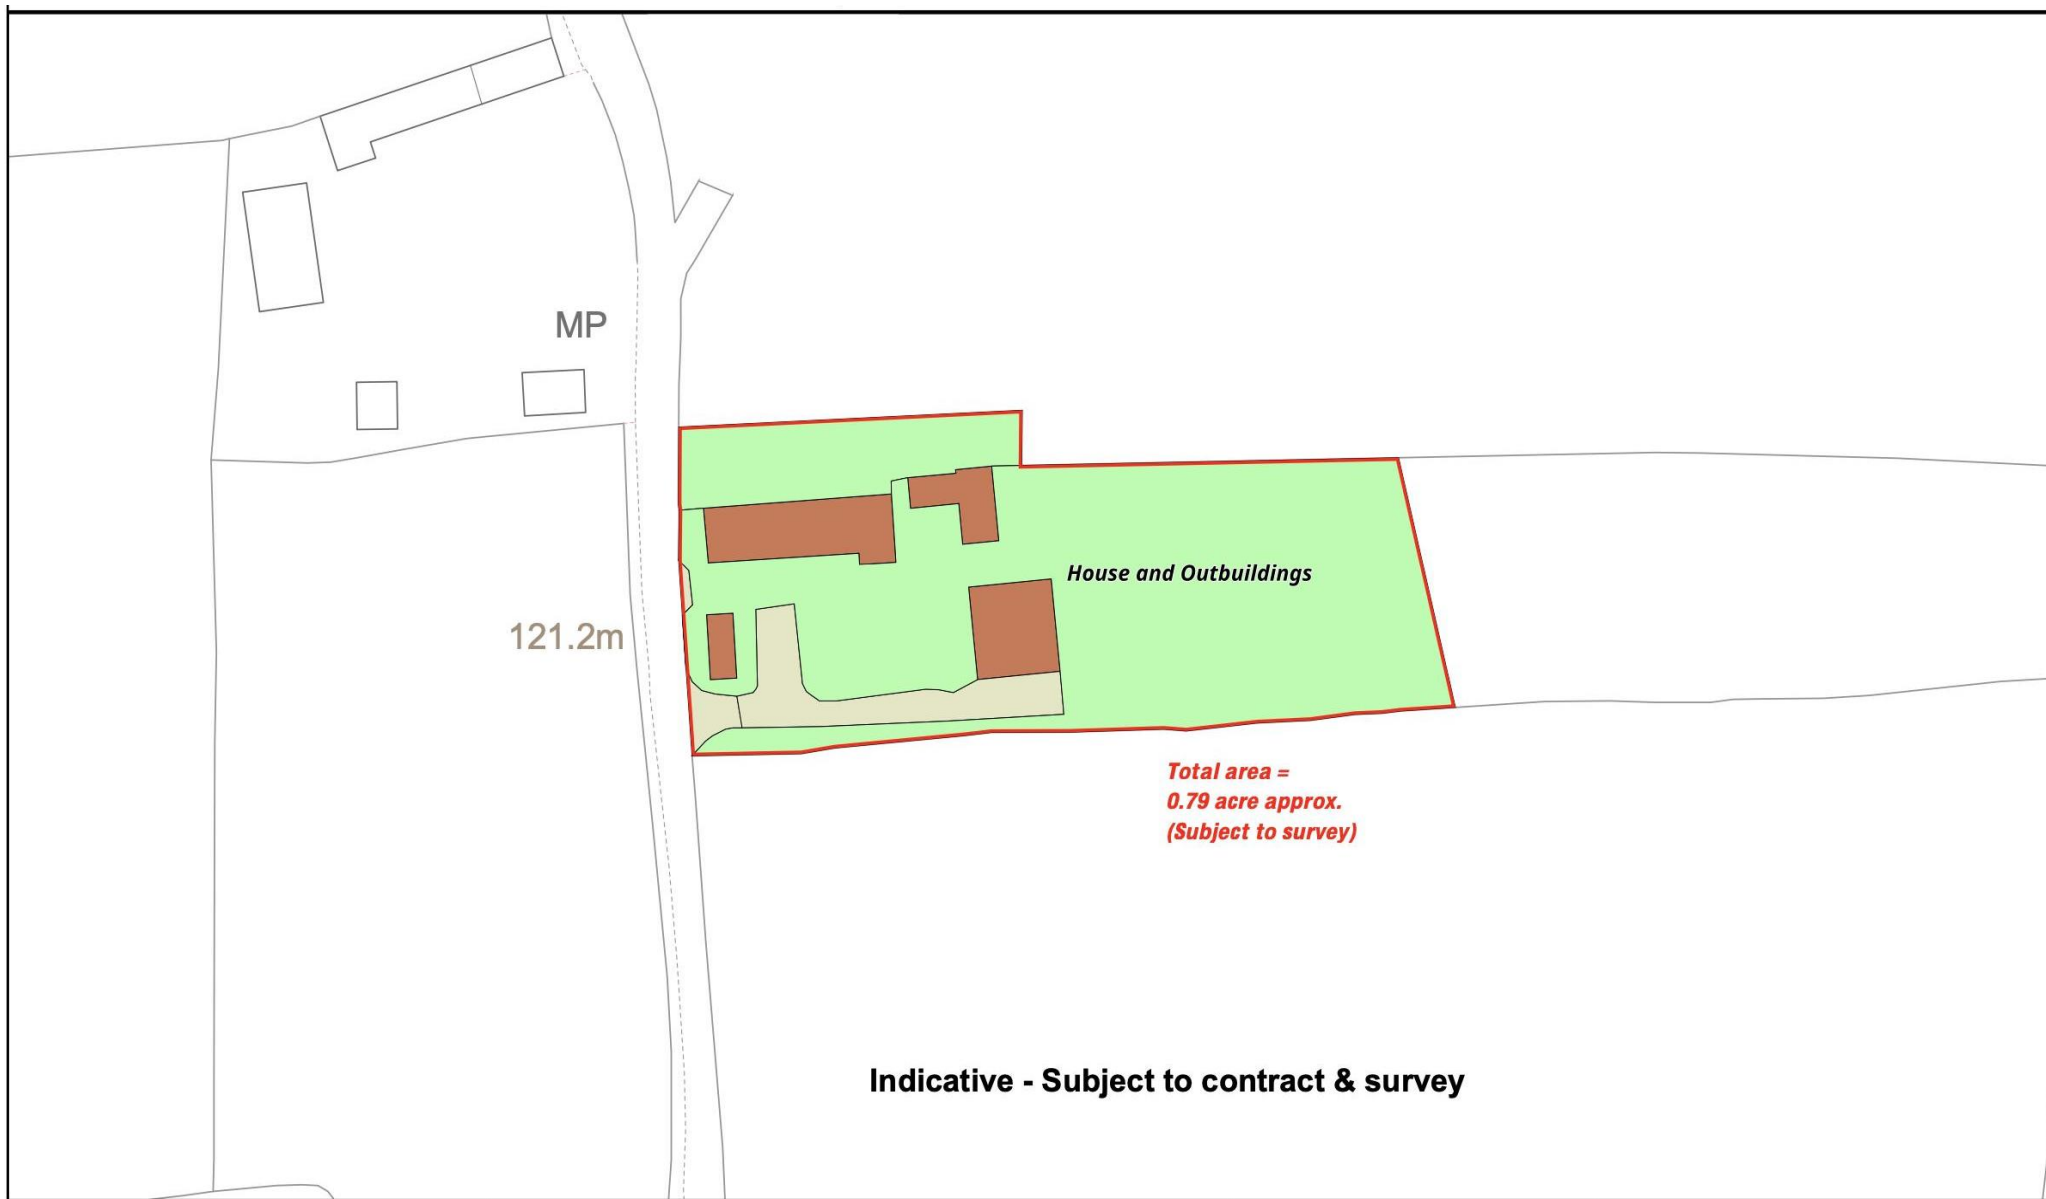 MP
House and Outbuildings
121.2m
Total area =
0.79 acre approx.
(Subject to survey)
Indicative - Subject to contract & survey